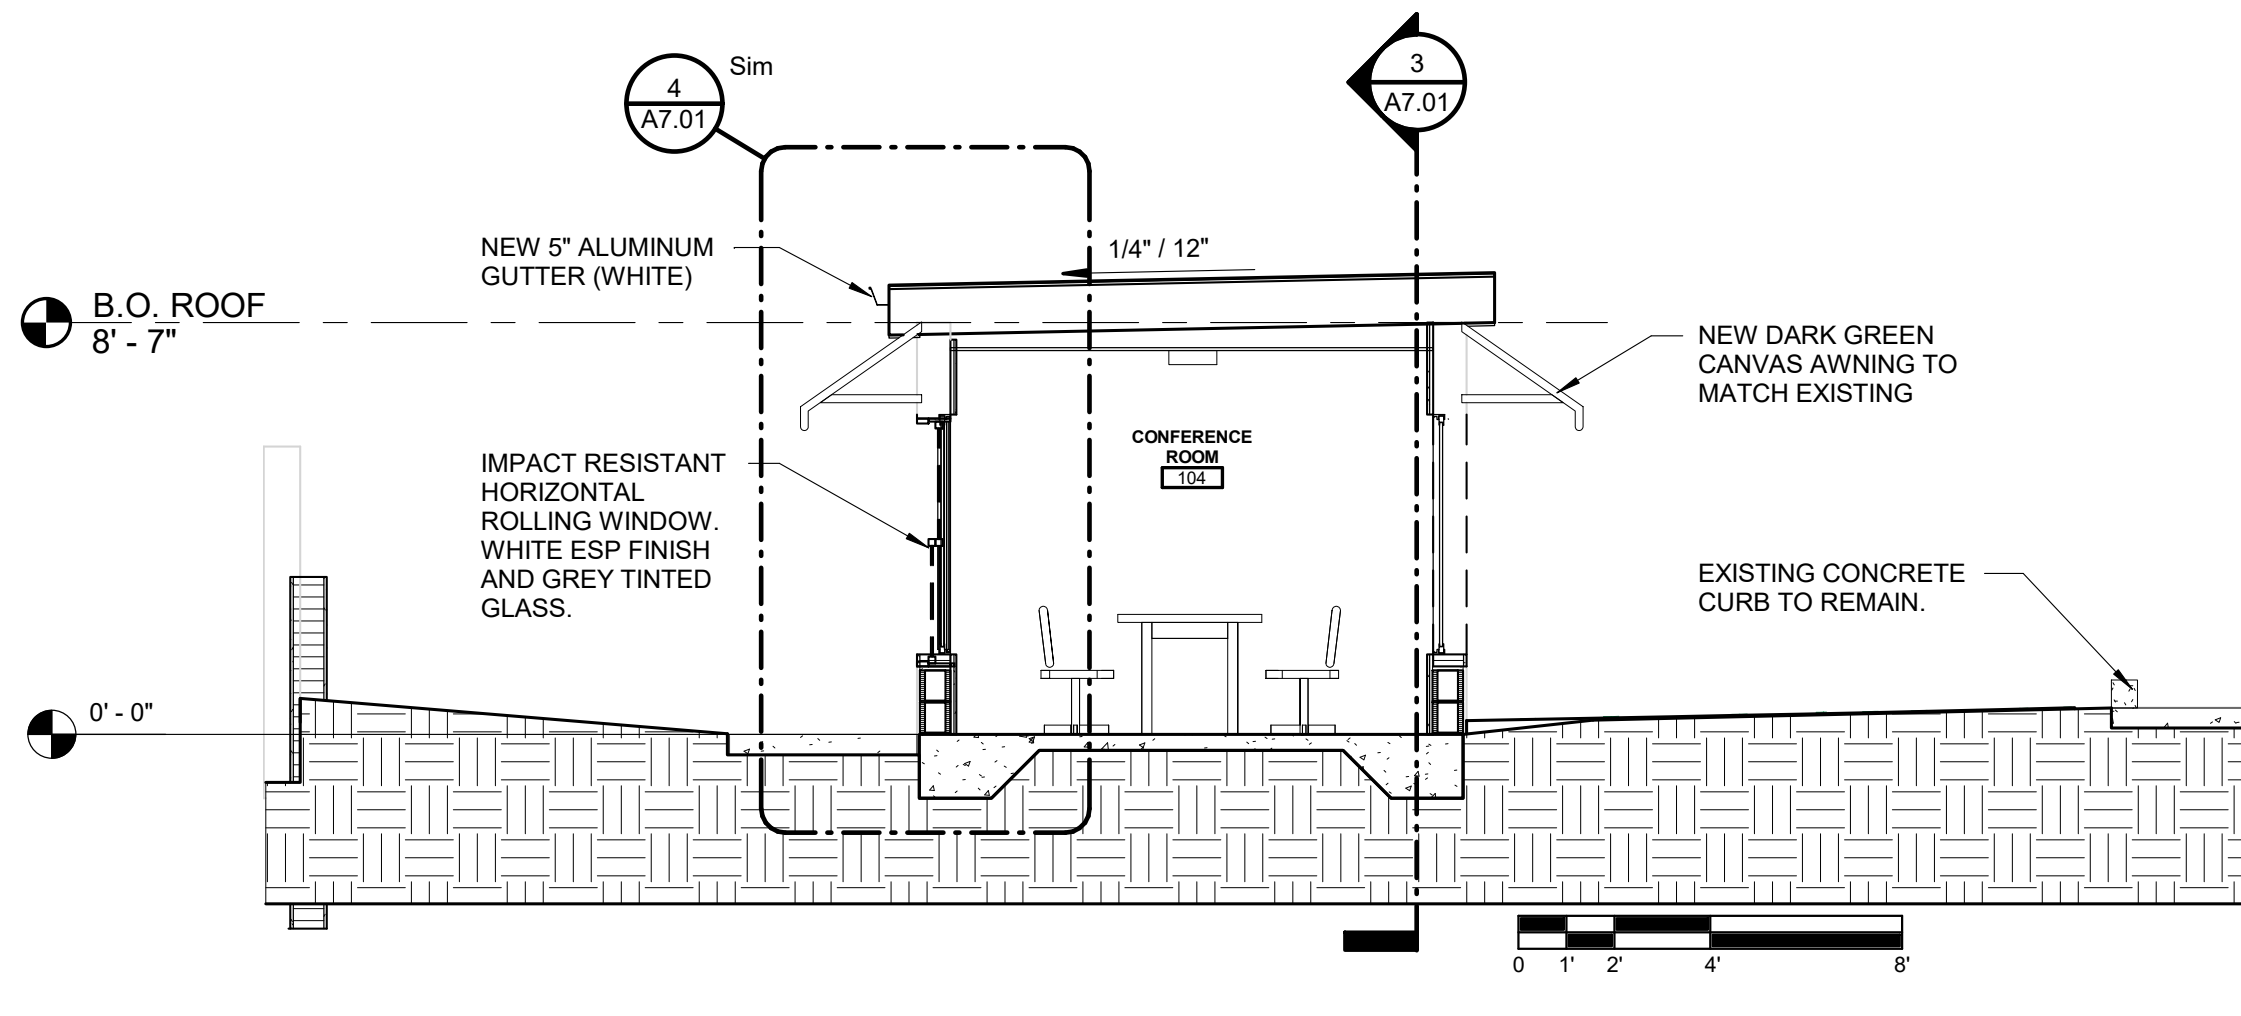 4
A7.01
Sim
3
A7.01
NEW 5" ALUMINUM
GUTTER (WHITE)
1/4" / 12"
B.O. ROOF
8' - 7"
NEW DARK GREEN
CANVAS AWNING TO
MATCH EXISTING
CONFERENCE
ROOM
104
IMPACT RESISTANT
HORIZONTAL
ROLLING WINDOW.
WHITE ESP FINISH
AND GREY TINTED
GLASS.
EXISTING CONCRETE
CURB TO REMAIN.
0' - 0"
0 1' 2' 4' 8'